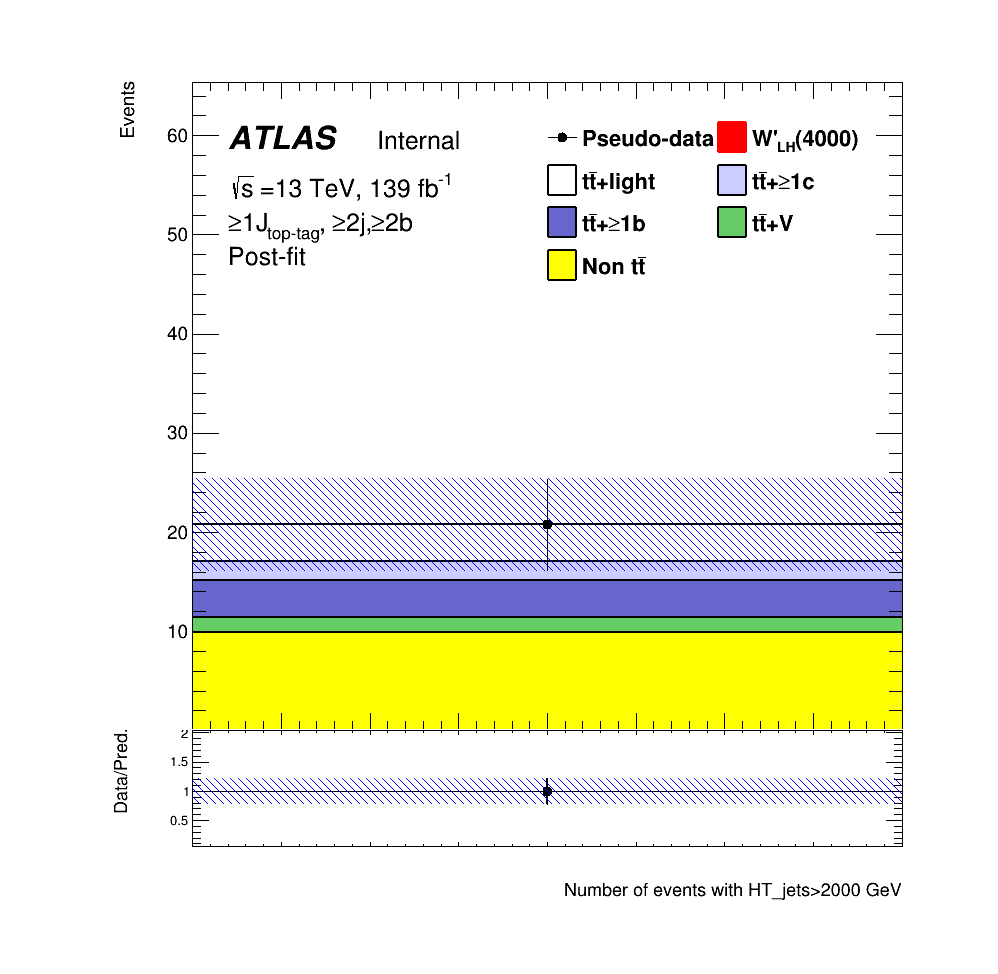 Events
60
50
40
30
20
10
ATLAS Internal
√s =13 TeV, 139 fb⁻¹
≥1J_top-tag, ≥2j,≥2b
Post-fit
Pseudo-data
W'_LH(4000)
tt̄+light
tt̄+≥1c
tt̄+≥1b
tt̄+V
Non tt̄
Data/Pred.
2
1.5
1
0.5
Number of events with HT_jets>2000 GeV